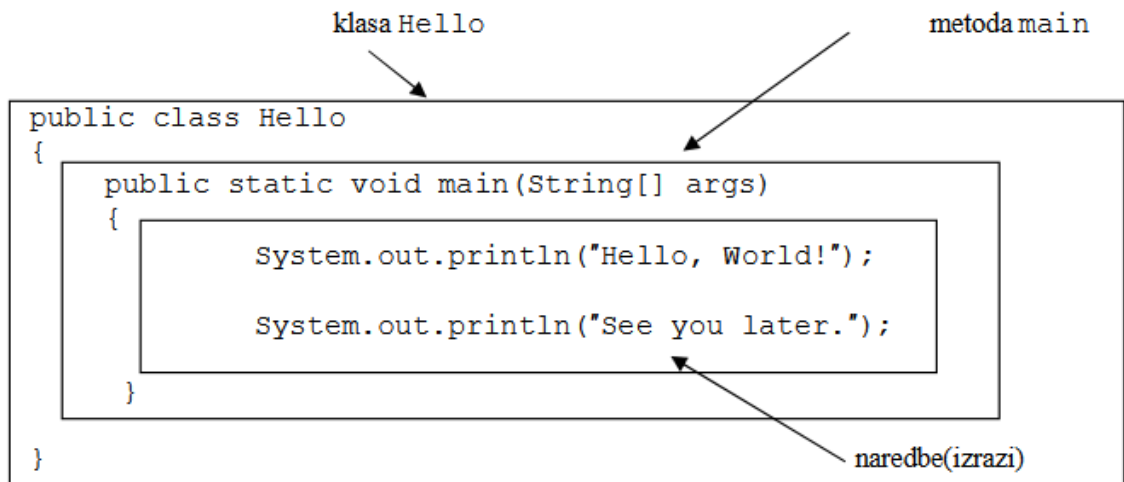 klasa Hello
metoda main
public class Hello
{
public static void main(String[] args)
{
System.out.println("Hello, World!");
System.out.println("See you later.");
}
}
naredbe(izrazi)